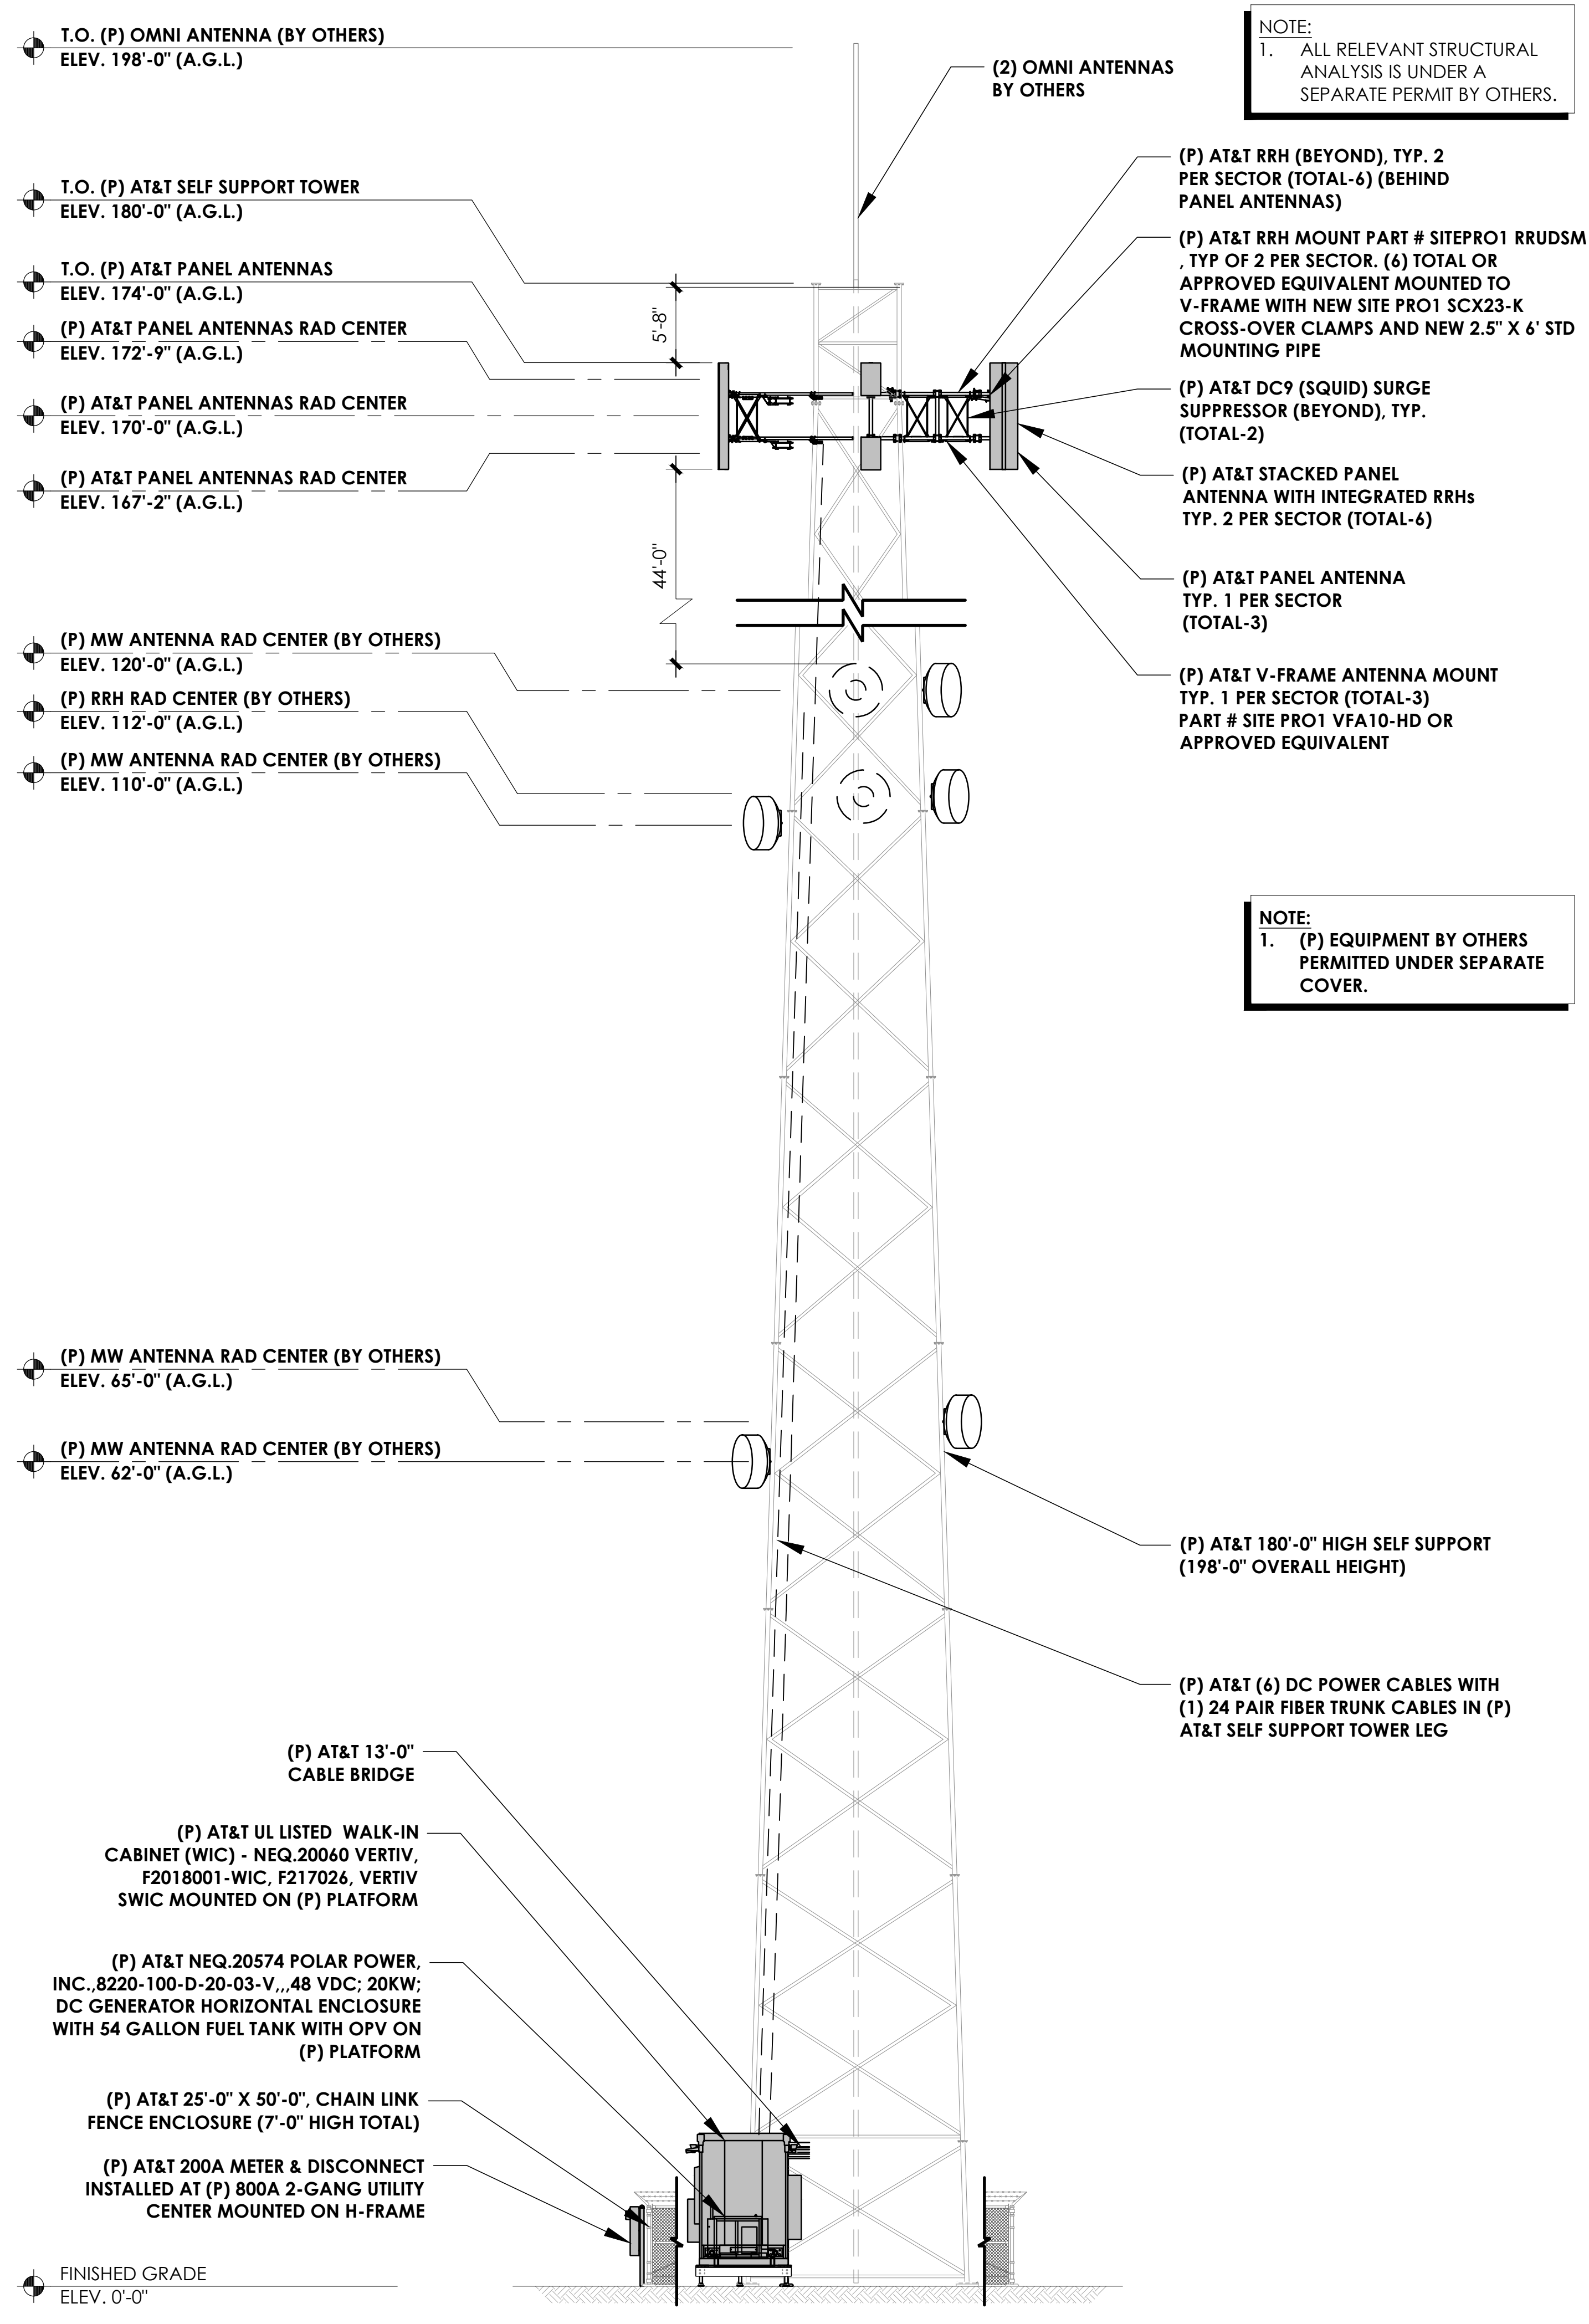 T.O. (P) OMNI ANTENNA (BY OTHERS)
ELEV. 198'-0" (A.G.L.)
T.O. (P) AT&T SELF SUPPORT TOWER
ELEV. 180'-0" (A.G.L.)
T.O. (P) AT&T PANEL ANTENNAS
ELEV. 174'-0" (A.G.L.)
(P) AT&T PANEL ANTENNAS RAD CENTER
ELEV. 172'-9" (A.G.L.)
(P) AT&T PANEL ANTENNAS RAD CENTER
ELEV. 170'-0" (A.G.L.)
(P) AT&T PANEL ANTENNAS RAD CENTER
ELEV. 167'-2" (A.G.L.)
(P) MW ANTENNA RAD CENTER (BY OTHERS)
ELEV. 120'-0" (A.G.L.)
(P) RRH RAD CENTER (BY OTHERS)
ELEV. 112'-0" (A.G.L.)
(P) MW ANTENNA RAD CENTER (BY OTHERS)
ELEV. 110'-0" (A.G.L.)
(P) MW ANTENNA RAD CENTER (BY OTHERS)
ELEV. 65'-0" (A.G.L.)
(P) MW ANTENNA RAD CENTER (BY OTHERS)
ELEV. 62'-0" (A.G.L.)
(P) AT&T 13'-0"
CABLE BRIDGE
(P) AT&T UL LISTED WALK-IN
CABINET (WIC) - NEQ.20060 VERTIV,
F2018001-WIC, F217026, VERTIV
SWIC MOUNTED ON (P) PLATFORM
(P) AT&T NEQ.20574 POLAR POWER,
INC.,8220-100-D-20-03-V,,,48 VDC; 20KW;
DC GENERATOR HORIZONTAL ENCLOSURE
WITH 54 GALLON FUEL TANK WITH OPV ON
(P) PLATFORM
(P) AT&T 25'-0" X 50'-0", CHAIN LINK
FENCE ENCLOSURE (7'-0" HIGH TOTAL)
(P) AT&T 200A METER & DISCONNECT
INSTALLED AT (P) 800A 2-GANG UTILITY
CENTER MOUNTED ON H-FRAME
FINISHED GRADE
ELEV. 0'-0"
5'-8"
44'-0"
(2) OMNI ANTENNAS
BY OTHERS
NOTE:
1. ALL RELEVANT STRUCTURAL
ANALYSIS IS UNDER A
SEPARATE PERMIT BY OTHERS.
(P) AT&T RRH (BEYOND), TYP. 2
PER SECTOR (TOTAL-6) (BEHIND
PANEL ANTENNAS)
(P) AT&T RRH MOUNT PART # SITEPRO1 RRUDSM
, TYP OF 2 PER SECTOR. (6) TOTAL OR
APPROVED EQUIVALENT MOUNTED TO
V-FRAME WITH NEW SITE PRO1 SCX23-K
CROSS-OVER CLAMPS AND NEW 2.5" X 6' STD
MOUNTING PIPE
(P) AT&T DC9 (SQUID) SURGE
SUPPRESSOR (BEYOND), TYP.
(TOTAL-2)
(P) AT&T STACKED PANEL
ANTENNA WITH INTEGRATED RRHs
TYP. 2 PER SECTOR (TOTAL-6)
(P) AT&T PANEL ANTENNA
TYP. 1 PER SECTOR
(TOTAL-3)
(P) AT&T V-FRAME ANTENNA MOUNT
TYP. 1 PER SECTOR (TOTAL-3)
PART # SITE PRO1 VFA10-HD OR
APPROVED EQUIVALENT
NOTE:
1. (P) EQUIPMENT BY OTHERS
PERMITTED UNDER SEPARATE
COVER.
(P) AT&T 180'-0" HIGH SELF SUPPORT
(198'-0" OVERALL HEIGHT)
(P) AT&T (6) DC POWER CABLES WITH
(1) 24 PAIR FIBER TRUNK CABLES IN (P)
AT&T SELF SUPPORT TOWER LEG